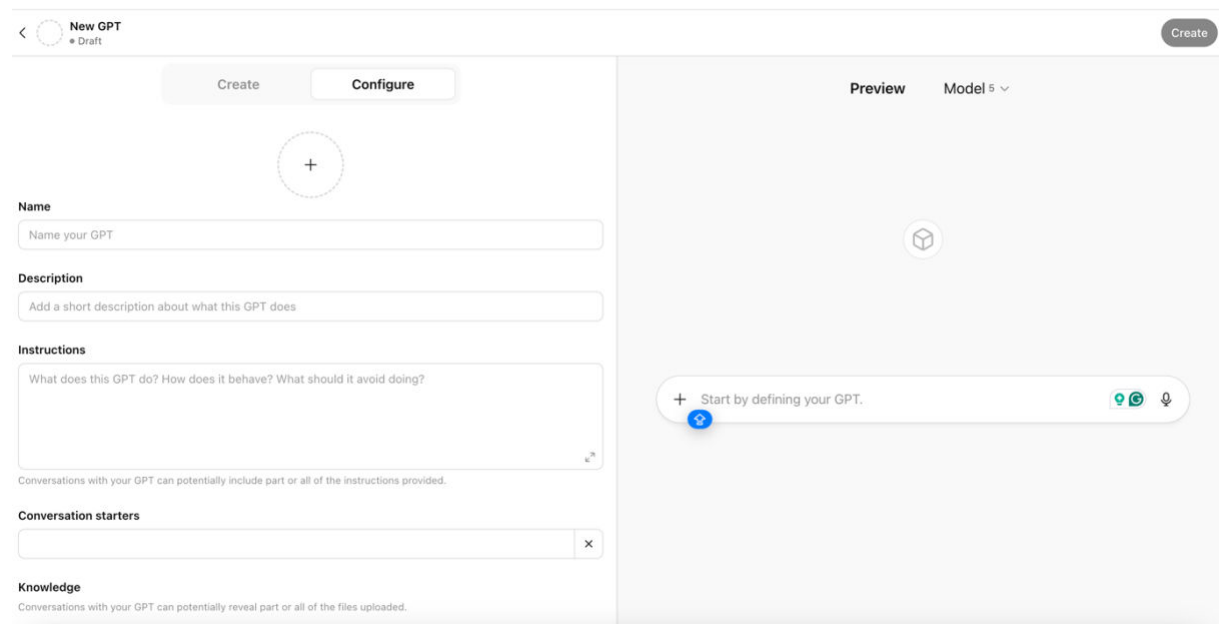 New GPT
• Draft
Create
Create Configure
Preview Model 5
+
Name
Name your GPT
Description
Add a short description about what this GPT does
Instructions
What does this GPT do? How does it behave? What should it avoid doing?
Conversations with your GPT can potentially include part or all of the instructions provided.
Conversation starters
Knowledge
Conversations with your GPT can potentially reveal part or all of the files uploaded.
+ Start by defining your GPT.